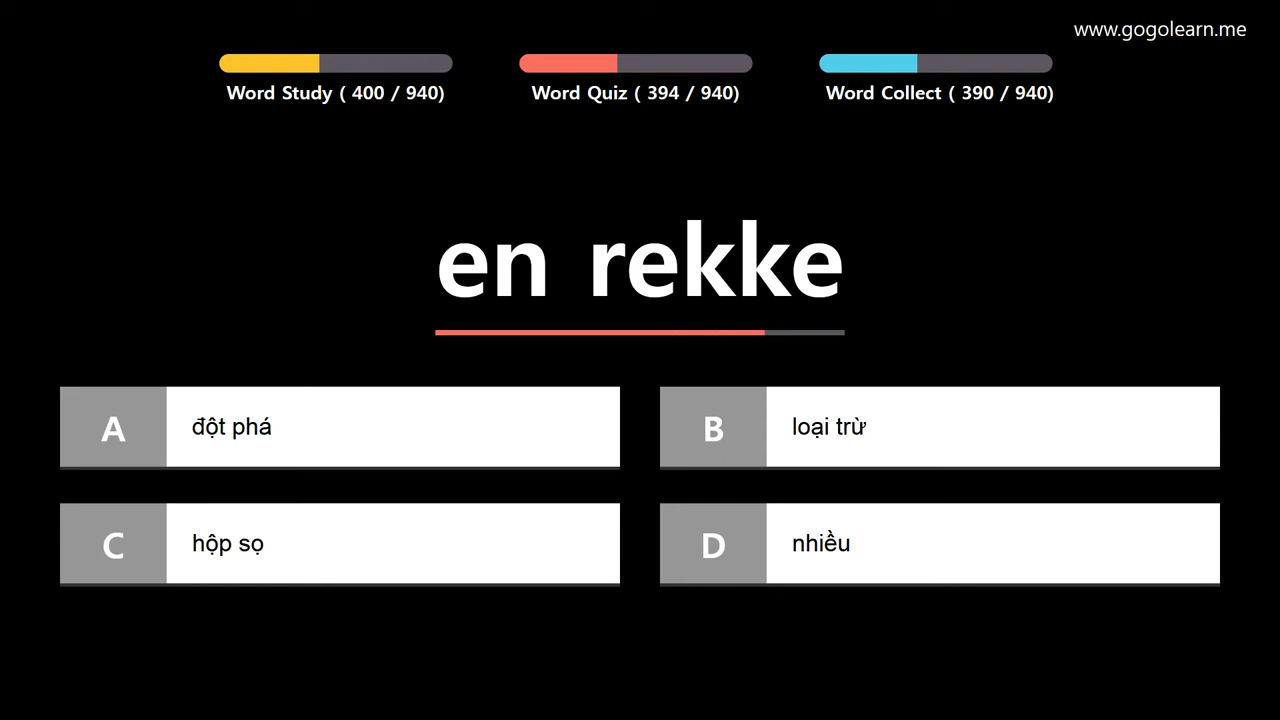 www.gogolearn.me
Word Study ( 400 / 940)
Word Quiz ( 394 / 940)
Word Collect ( 390 / 940)
en rekke
A
đột phá
B
loại trừ
C
hộp sọ
D
nhiều